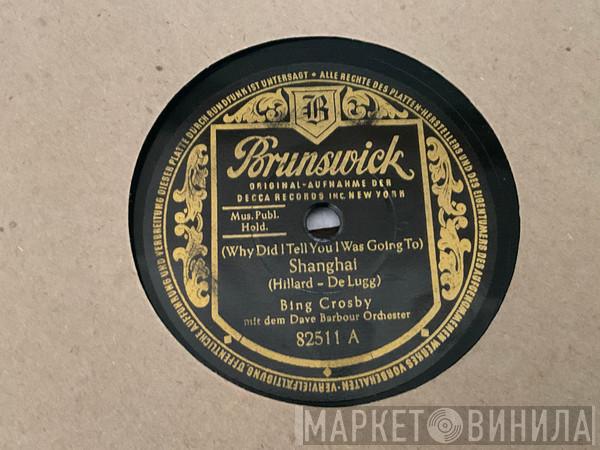 ALLE RECHTE DES PLATTEN-HERSTELLERS UND DES EIGENTÜMERS DES AUFGENOMMENEN WERKES VORBEHALTEN · VERVIELFÄLTIGUNG, ÖFFENTLICHE AUFFÜHRUNG UND VERBREITUNG DIESER PLATTE DURCH RUNDFUNK IST UNTERSAGT •
B
Brunswick
ORIGINAL-AUFNAHME DER
DECCA RECORDS INC. NEW YORK
Mus. Publ.
Hold.
(Why Did I Tell You I Was Going To)
Shanghai
(Hillard - De Lugg)
Bing Crosby
mit dem Dave Barbour Orchester
82511 A
МАРКЕТ ВИНИЛА